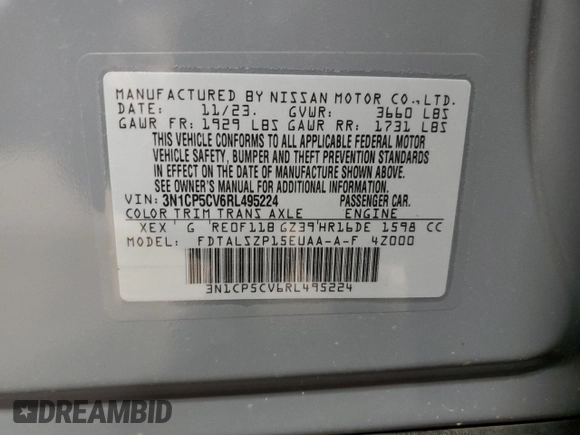 MANUFACTURED BY NISSAN MOTOR CO.,LTD.
DATE: 11/23. GVWR: 3660 LBS
GAWR FR: 1929 LBS GAWR RR: 1731 LBS
THIS VEHICLE CONFORMS TO ALL APPLICABLE FEDERAL MOTOR
VEHICLE SAFETY, BUMPER AND THEFT PREVENTION STANDARDS
IN EFFECT ON THE DATE OF MANUFACTURE SHOWN ABOVE.
SEE OWNER'S MANUAL FOR ADDITIONAL INFORMATION.
VIN: 3N1CP5CV6RL495224 PASSENGER CAR.
COLOR TRIM TRANS AXLE ENGINE
XEX G RE0F11B GZ39 HR16DE 1598 CC
MODEL: FDTALSZP15EUAA-A-F 4Z000
3N1CP5CV6RL495224
DREAMBID